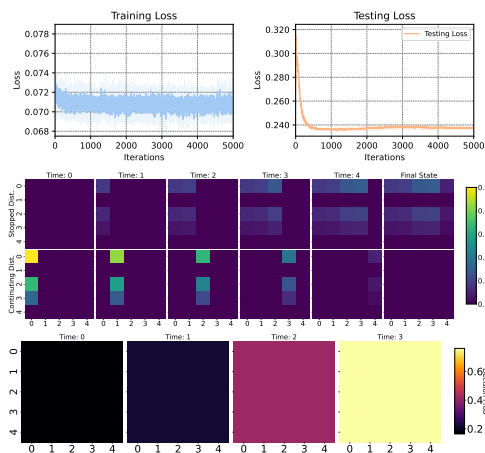 Training Loss
Testing Loss
0.078
0.076
0.074
0.072
0.070
0.068
Loss
0 1000 2000 3000 4000 5000
Iterations
0.320
0.300
0.280
0.260
0.240
Loss
Testing Loss
0 1000 2000 3000 4000 5000
Iterations
Time: 0 Time: 1 Time: 2 Time: 3 Time: 4 Final State
Stopped Dist.
0 1 2 3 4
Continuing Dist.
0 1 2 3 4
0 1 2 3 4 0 1 2 3 4 0 1 2 3 4 0 1 2 3 4 0 1 2 3 4 0 1 2 3 4
Time: 0 Time: 1 Time: 2 Time: 3
0 1 2 3 4
0 1 2 3 4 0 1 2 3 4 0 1 2 3 4 0 1 2 3 4
0.6
0.4
0.2